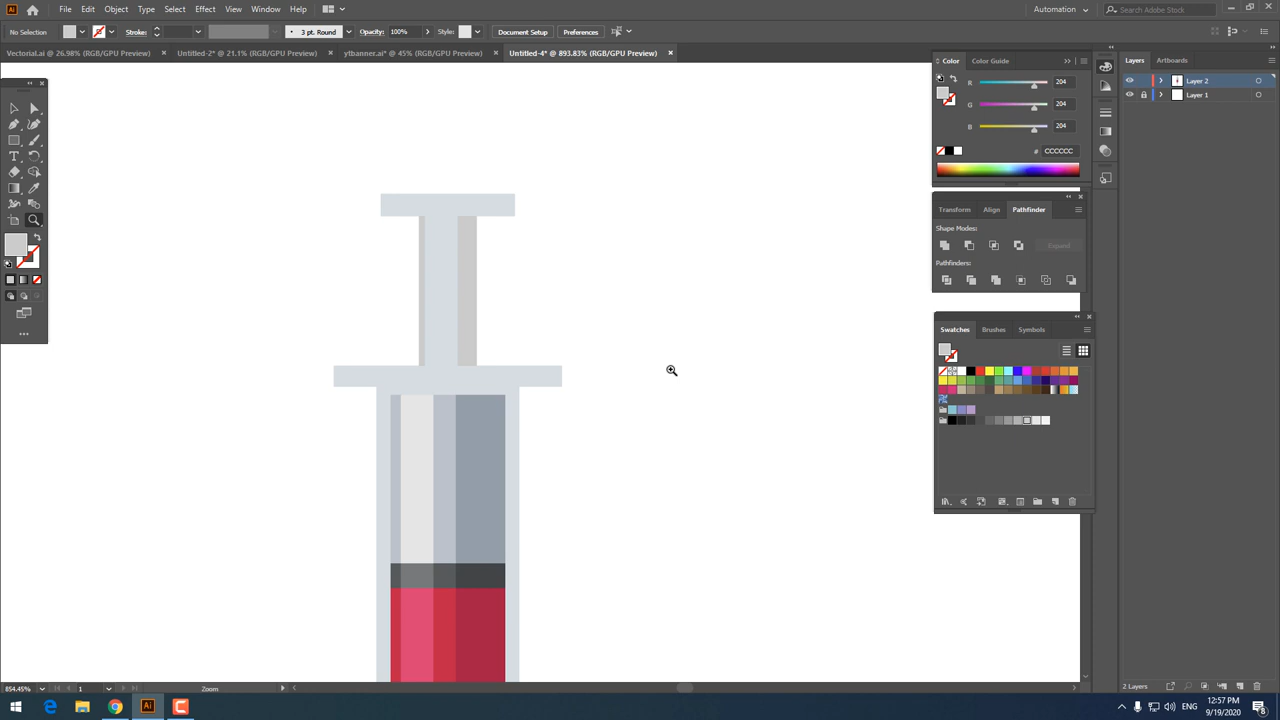 Ai File Edit Object Type Select Effect View Window Help Automation Search Adobe Stock
No Selection Stroke: 3 pt. Round Opacity: 100% Style: Document Setup Preferences
Vectorial.ai @ 26.98% (RGB/GPU Preview) × Untitled-2* @ 21.1% (RGB/GPU Preview) × ytbanner.ai* @ 45% (RGB/GPU Preview) × Untitled-4* @ 893.83% (RGB/GPU Preview) ×
Color Color Guide
R 204
G 204
B 204
# CCCCCC
Layers Artboards
Layer 2
Layer 1
Transform Align Pathfinder
Shape Modes:
Expand
Pathfinders:
Swatches Brushes Symbols
854.45% 1 Zoom
2 Layers
Ai ENG 12:57 PM
9/19/2020